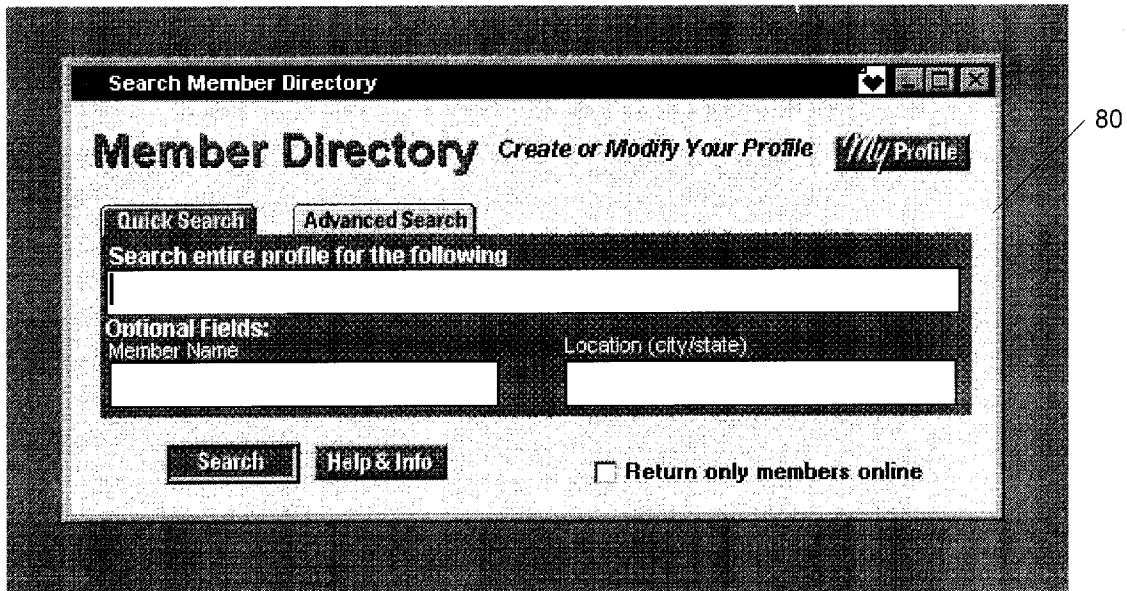 Search Member Directory
Member Directory
Create or Modify Your Profile
My Profile
80
Quick Search
Advanced Search
Search entire profile for the following
Optional Fields:
Member Name
Location (city/state)
Search
Help & Info
Return only members online